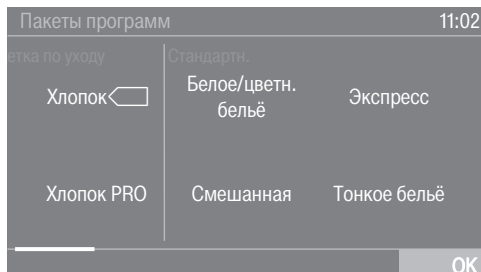 Пакеты программ 11:02
етка по уходу Стандартн.
Хлопок Белое/цветн. бельё Экспресс
Хлопок PRO Смешанная Тонкое бельё
OK